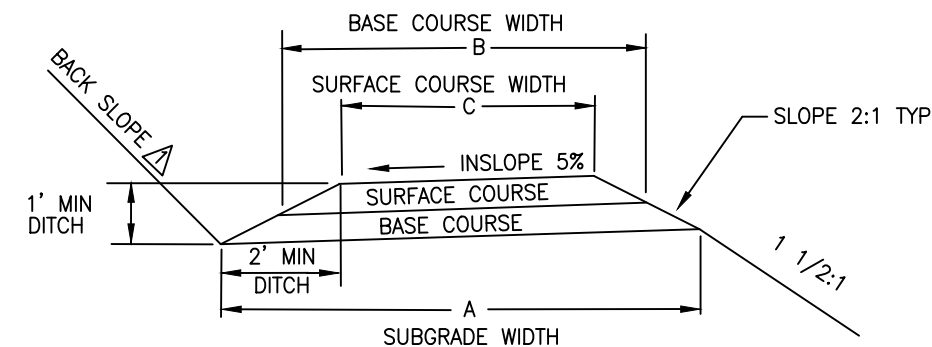 BASE COURSE WIDTH
B
SURFACE COURSE WIDTH
C
BACK SLOPE 1
SLOPE 2:1 TYP
INSLOPE 5%
SURFACE COURSE
BASE COURSE
1' MIN
DITCH
2' MIN
DITCH
1 1/2:1
A
SUBGRADE WIDTH